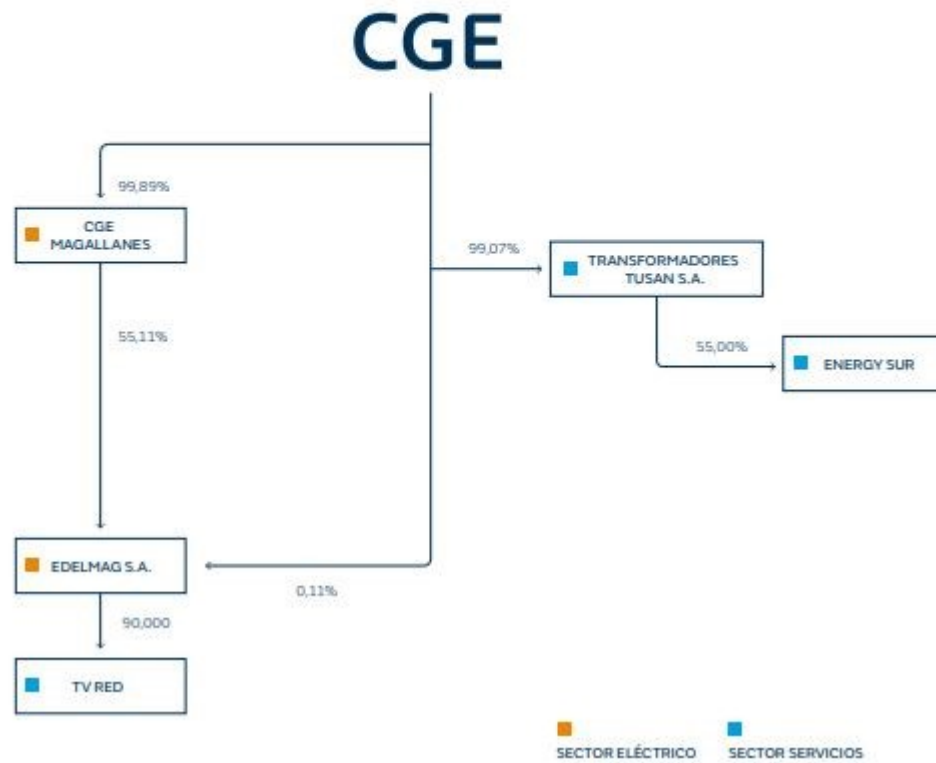 CGE
99,89%
CGE
MAGALLANES
99,07%
TRANSFORMADORES
TUSAN S.A.
55,11%
55,00%
ENERGY SUR
EDELMAG S.A.
0,11%
90,000
TV RED
SECTOR ELÉCTRICO
SECTOR SERVICIOS